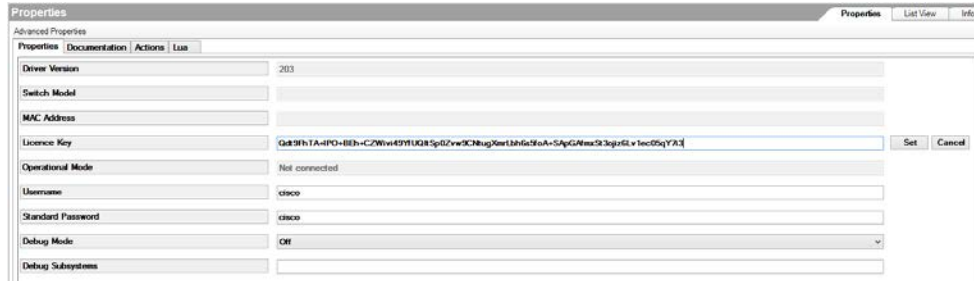 Properties
Properties List View Info
Advanced Properties
Properties Documentation Actions Lua
Driver Version 203
Switch Model
MAC Address
Licence Key Set Cancel
Operational Mode Not connected
Username cisco
Standard Password cisco
Debug Mode Off
Debug Subsystems